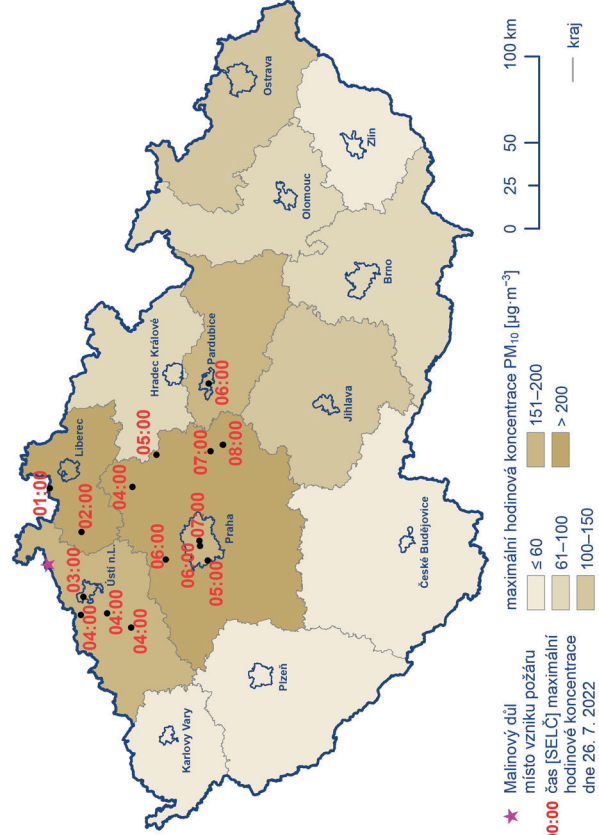 01:00
02:00
03:00
04:00
04:00
04:00
04:00
05:00
06:00
06:00
07:00
05:00
07:00
08:00
06:00
Liberec
Ústí n.L.
Karlovy Vary
Praha
Plzeň
Hradec Králové
Pardubice
České Budějovice
Jihlava
Brno
Olomouc
Ostrava
Zlín
Malinový důl
místo vzniku požáru
00:00 čas [SELČ] maximální
hodinové koncentrace
dne 26. 7. 2022
maximální hodinová koncentrace PM₁₀ [µg·m⁻³]
≤ 60
61–100
100–150
151–200
> 200
0 25 50 100 km
kraj